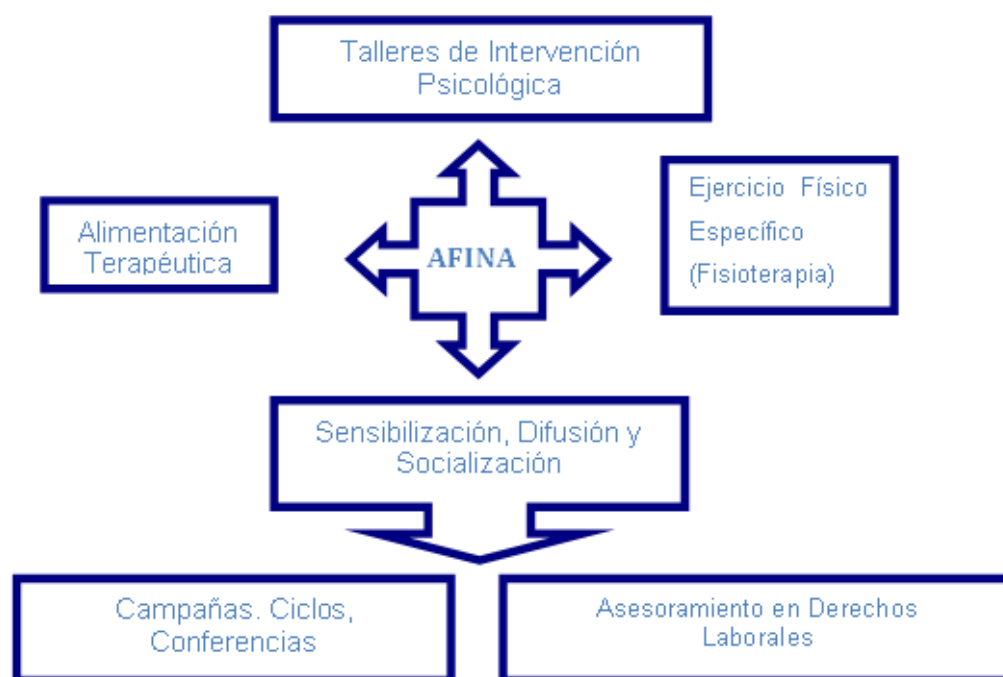 Talleres de Intervención
Psicológica
Alimentación
Terapéutica
AFINA
Ejercicio Físico
Específico
(Fisioterapia)
Sensibilización, Difusión y
Socialización
Campañas. Ciclos,
Conferencias
Asesoramiento en Derechos
Laborales